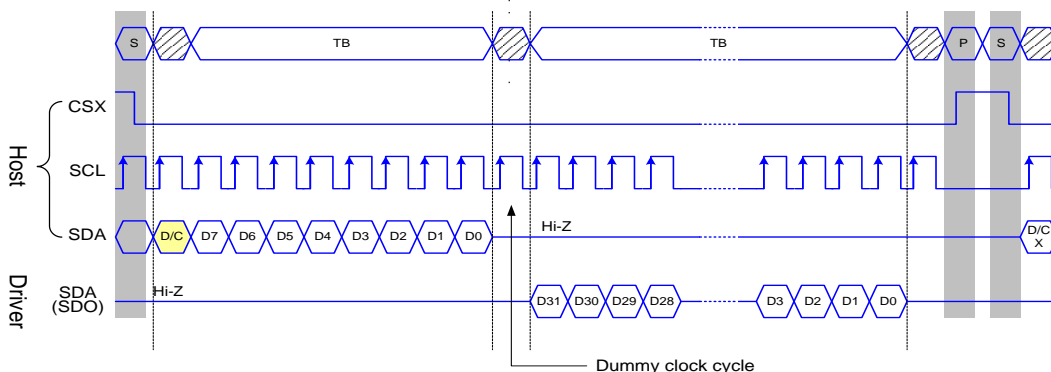 S TB TB P S
CSX
SCL
SDA D/C D7 D6 D5 D4 D3 D2 D1 D0 Hi-Z D/C
X
SDA
(SDO) Hi-Z D31 D30 D29 D28 D3 D2 D1 D0
Host
Driver
Dummy clock cycle